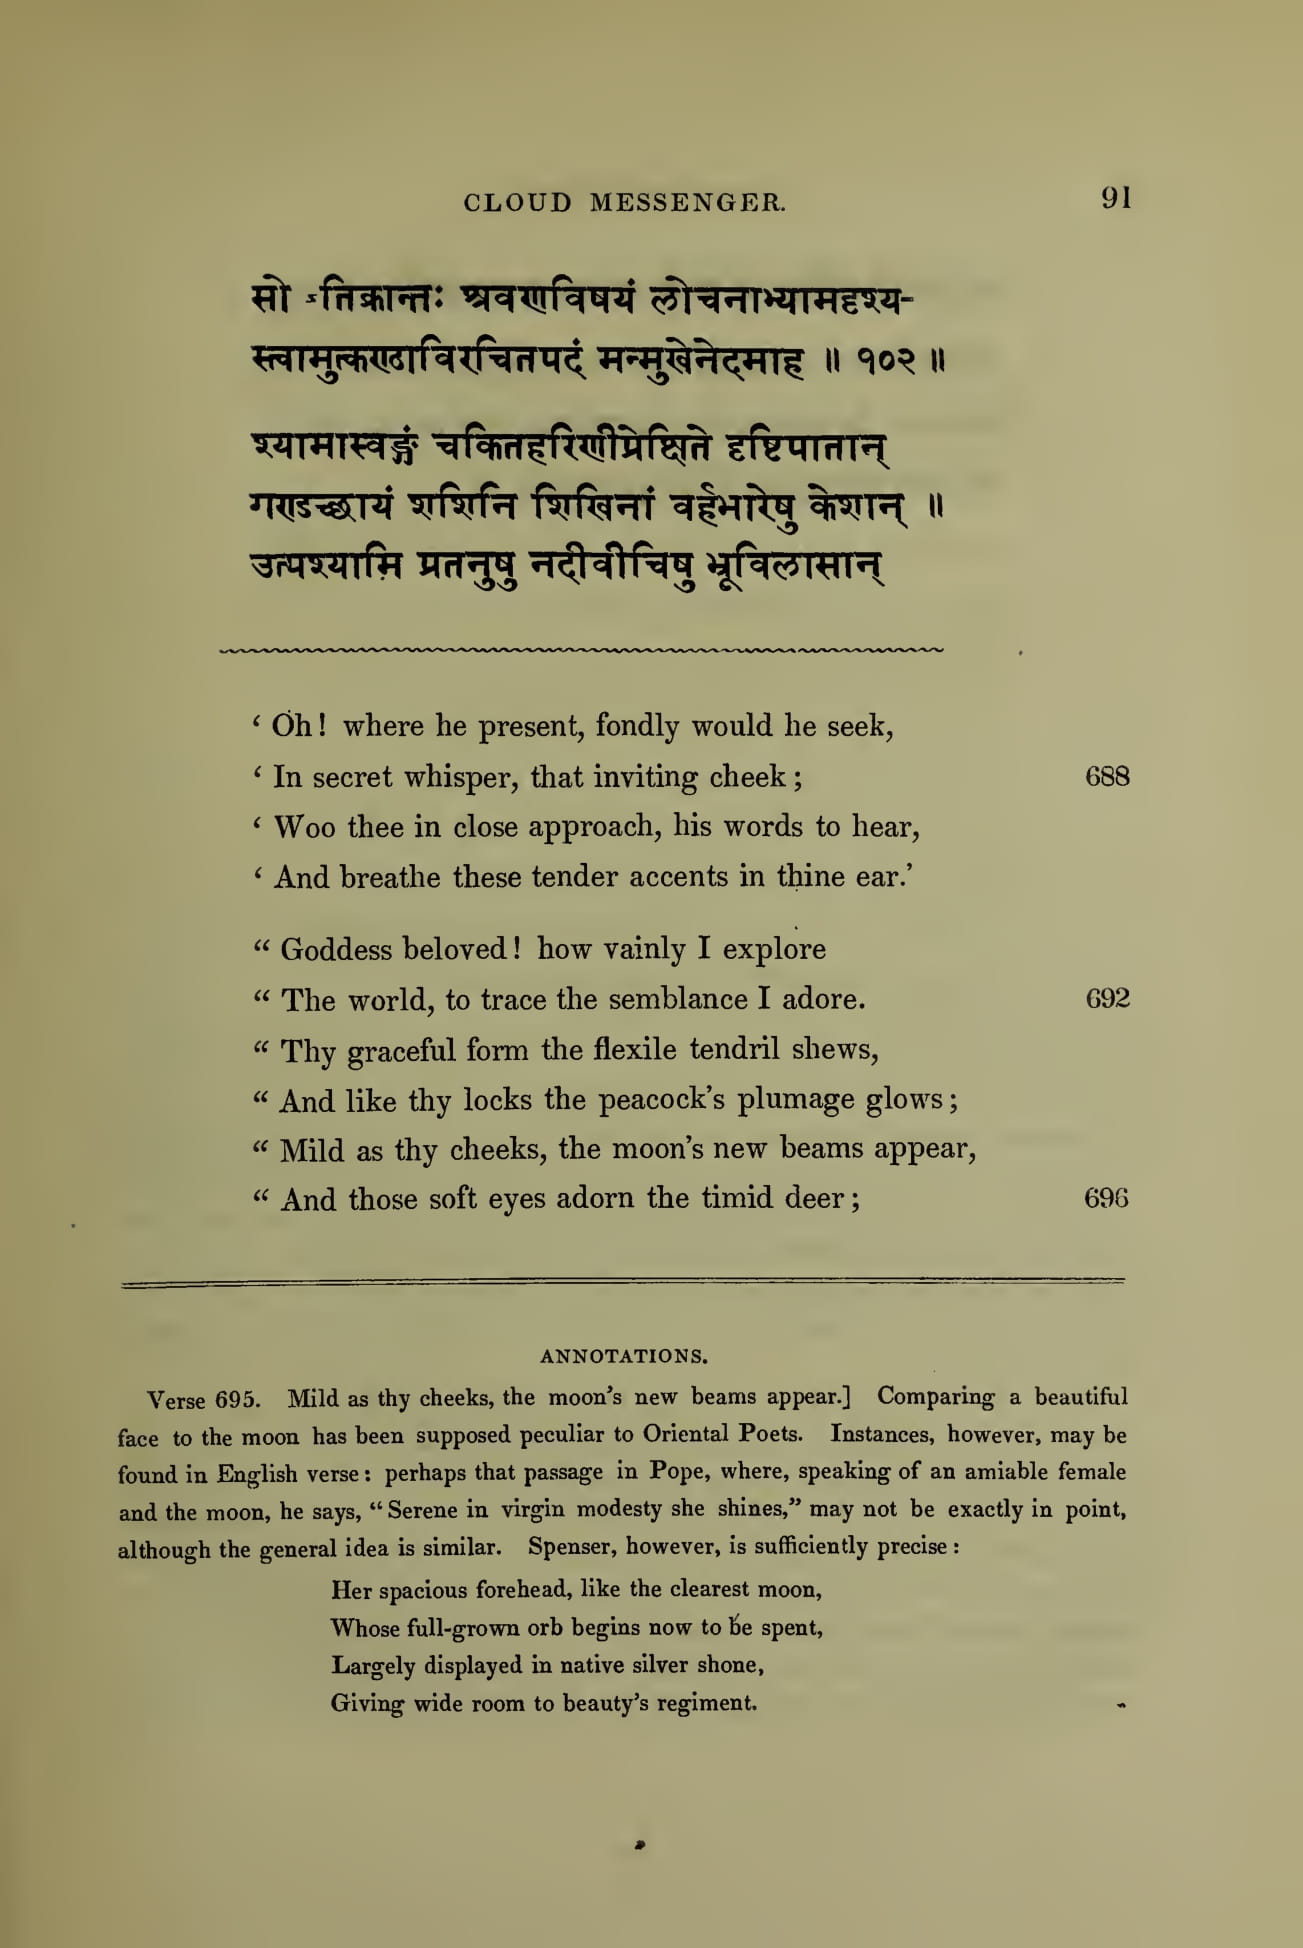 CLOUD MESSENGER. 91
सो ऽतिक्रान्तः श्रवणविषयं लोचनाभ्यामदृश्य-
स्त्वामुत्कण्ठाविरचितपदं मन्मुखेनेदमाह ॥ १०२ ॥
श्यामास्वङ्गं चकितहरिणीप्रेक्षिते दृष्टिपातान्
गण्डच्छायं शशिनि शिखिनां वर्हभारेषु केशान् ॥
उत्पश्यामि प्रतनुषु नदीवीचिषु भ्रूविलासान्
‘ Oh! where he present, fondly would he seek,
‘ In secret whisper, that inviting cheek; 688
‘ Woo thee in close approach, his words to hear,
‘ And breathe these tender accents in thine ear.’
“ Goddess beloved! how vainly I explore
“ The world, to trace the semblance I adore. 692
“ Thy graceful form the flexile tendril shews,
“ And like thy locks the peacock’s plumage glows;
“ Mild as thy cheeks, the moon’s new beams appear,
“ And those soft eyes adorn the timid deer; 696
ANNOTATIONS.
Verse 695. Mild as thy cheeks, the moon’s new beams appear.] Comparing a beautiful
face to the moon has been supposed peculiar to Oriental Poets. Instances, however, may be
found in English verse: perhaps that passage in Pope, where, speaking of an amiable female
and the moon, he says, “Serene in virgin modesty she shines,” may not be exactly in point,
although the general idea is similar. Spenser, however, is sufficiently precise:
Her spacious forehead, like the clearest moon,
Whose full-grown orb begins now to be spent,
Largely displayed in native silver shone,
Giving wide room to beauty’s regiment.